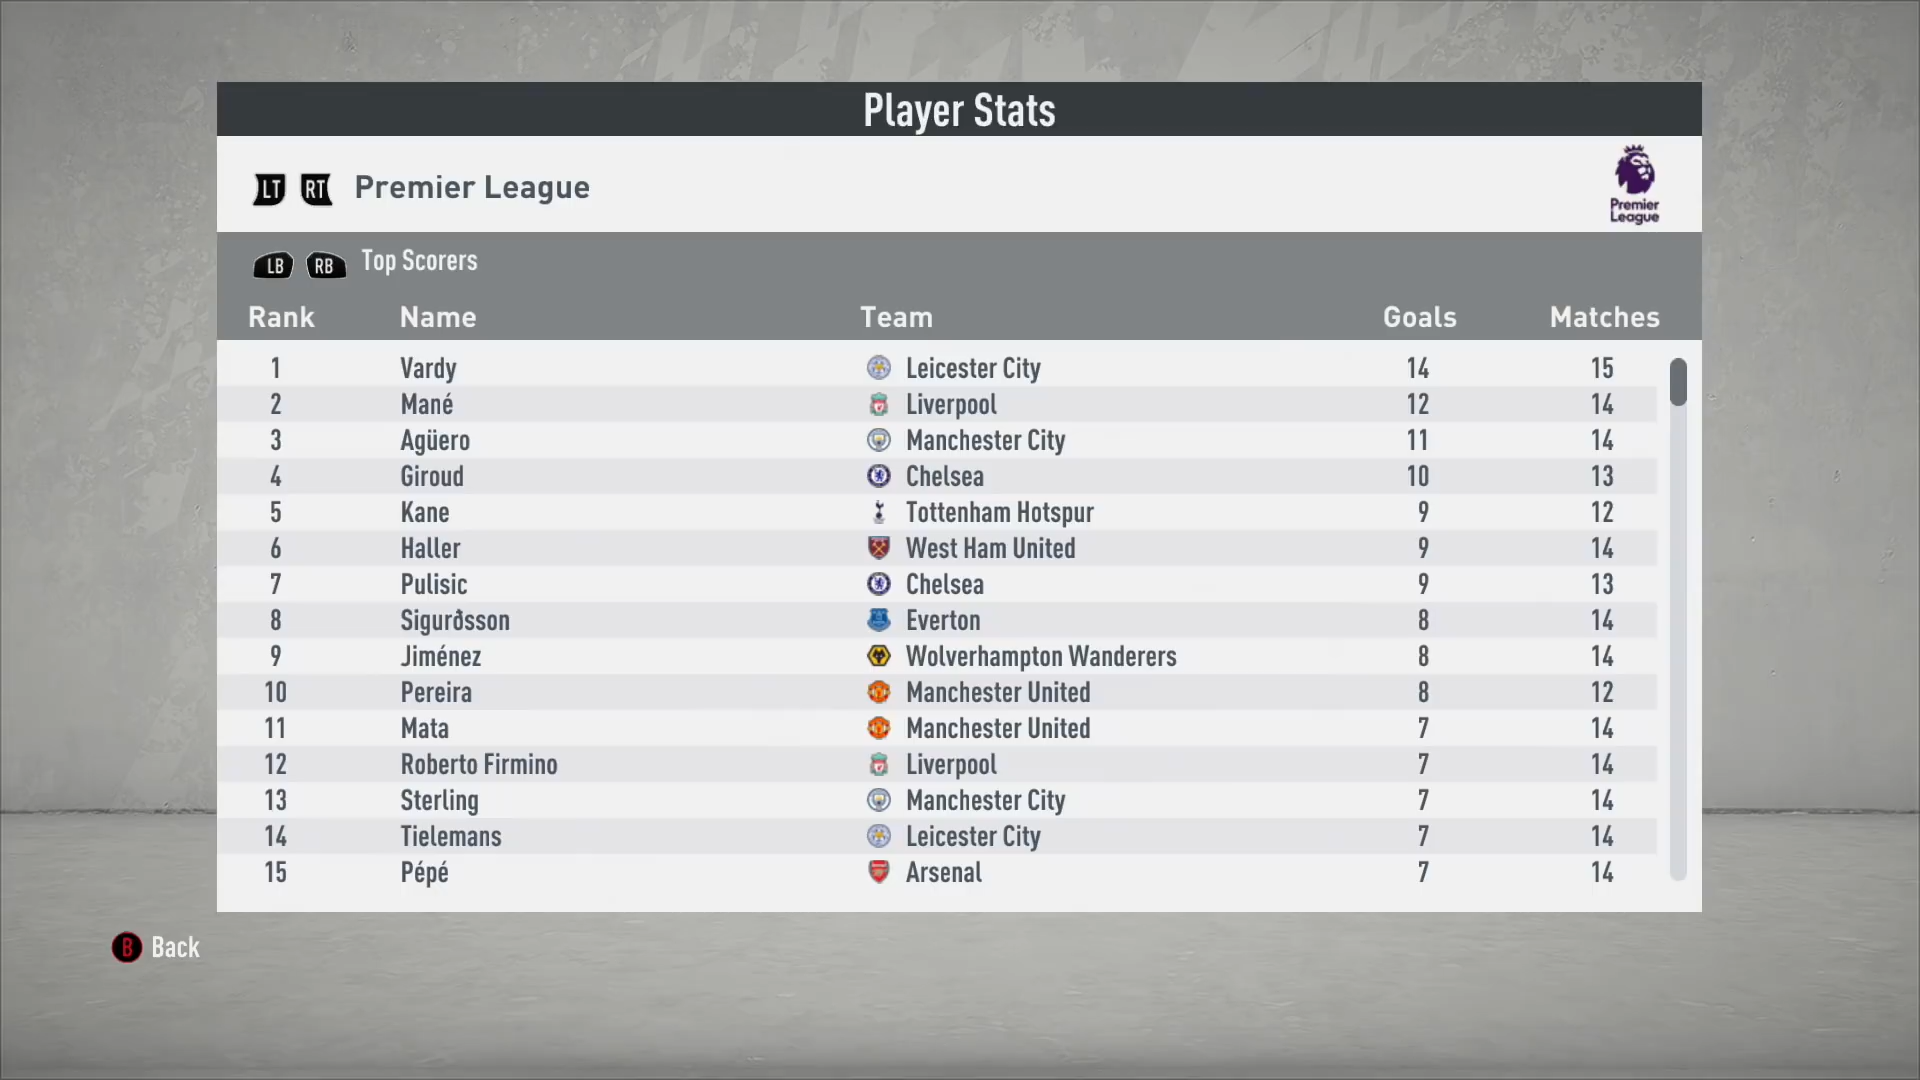 Player Stats
LT RT Premier League
Premier League
LB RB Top Scorers
Rank Name Team Goals Matches
1 Vardy Leicester City 14 15
2 Mané Liverpool 12 14
3 Agüero Manchester City 11 14
4 Giroud Chelsea 10 13
5 Kane Tottenham Hotspur 9 12
6 Haller West Ham United 9 14
7 Pulisic Chelsea 9 13
8 Sigurðsson Everton 8 14
9 Jiménez Wolverhampton Wanderers 8 14
10 Pereira Manchester United 8 12
11 Mata Manchester United 7 14
12 Roberto Firmino Liverpool 7 14
13 Sterling Manchester City 7 14
14 Tielemans Leicester City 7 14
15 Pépé Arsenal 7 14
B Back